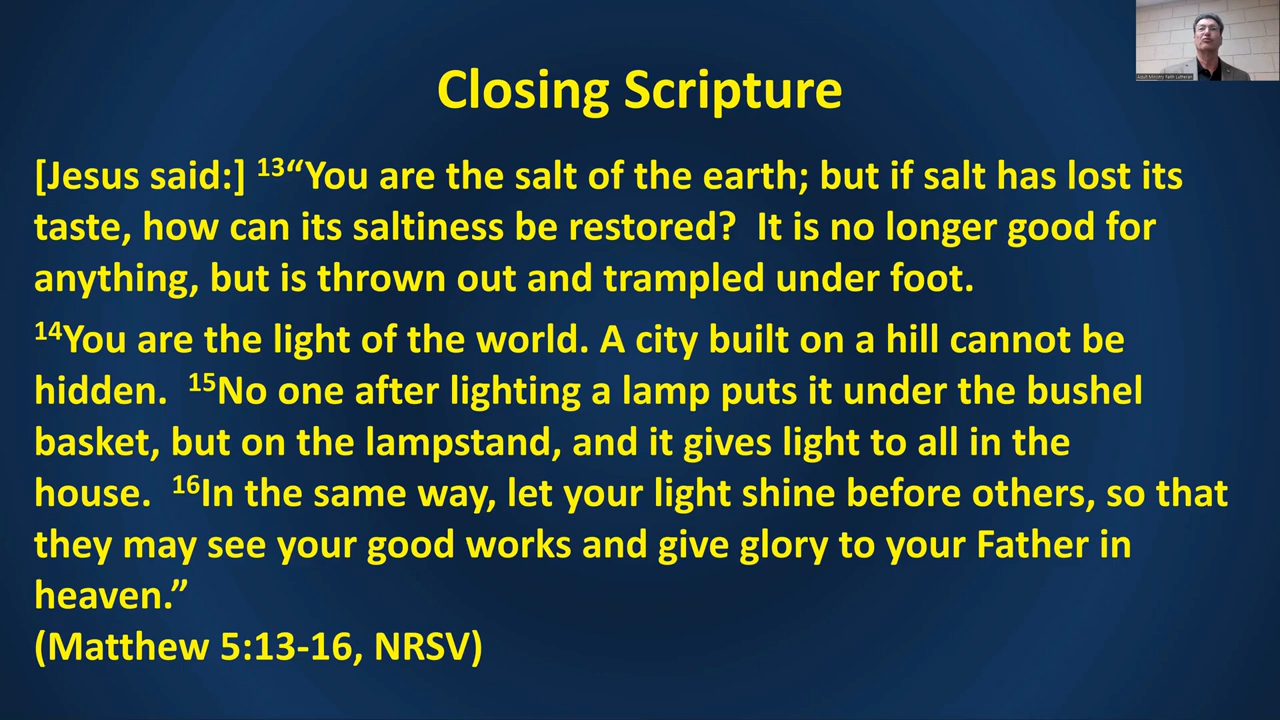 Closing Scripture
[Jesus said:] 13“You are the salt of the earth; but if salt has lost its
taste, how can its saltiness be restored?  It is no longer good for
anything, but is thrown out and trampled under foot.
14You are the light of the world. A city built on a hill cannot be
hidden.  15No one after lighting a lamp puts it under the bushel
basket, but on the lampstand, and it gives light to all in the
house.  16In the same way, let your light shine before others, so that
they may see your good works and give glory to your Father in
heaven.”
(Matthew 5:13-16, NRSV)
Adult Ministry Faith Lutheran